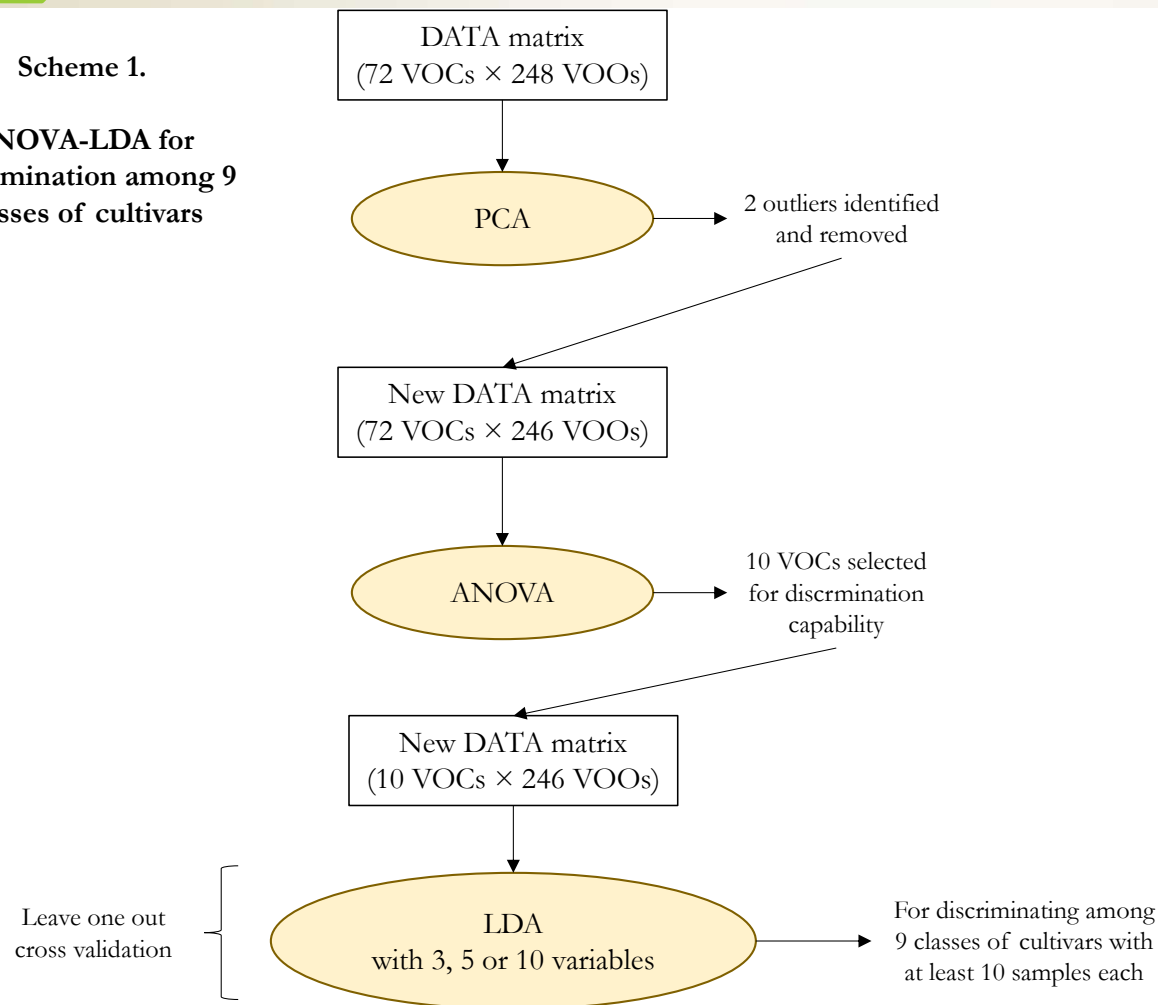 Scheme 1.
NOVA-LDA for
mination among 9
sses of cultivars
DATA matrix
(72 VOCs × 248 VOOs)
PCA
2 outliers identified
and removed
New DATA matrix
(72 VOCs × 246 VOOs)
ANOVA
10 VOCs selected
for discrmination
capability
New DATA matrix
(10 VOCs × 246 VOOs)
Leave one out
cross validation
LDA
with 3, 5 or 10 variables
For discriminating among
9 classes of cultivars with
at least 10 samples each